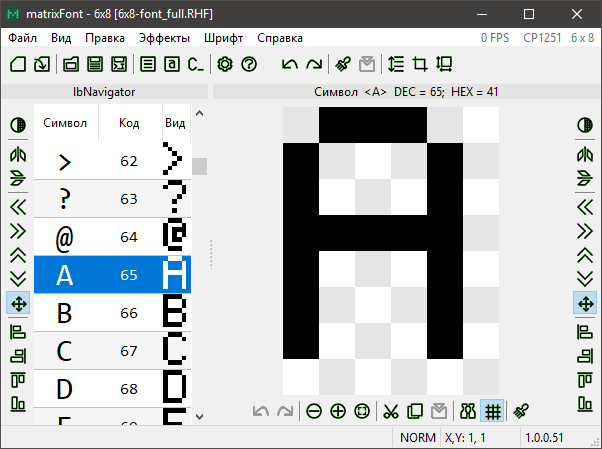 matrixFont - 6x8 [6x8-font_full.RHF]
Файл Вид Правка Эффекты Шрифт Справка 0 FPS CP1251 6 x 8
lbNavigator
Символ <A> DEC = 65; HEX = 41
Символ Код Вид
> 62 >
? 63 ?
@ 64 @
A 65 A
B 66 B
C 67 C
D 68 D
E 69 E
NORM X,Y: 1, 1 1.0.0.51